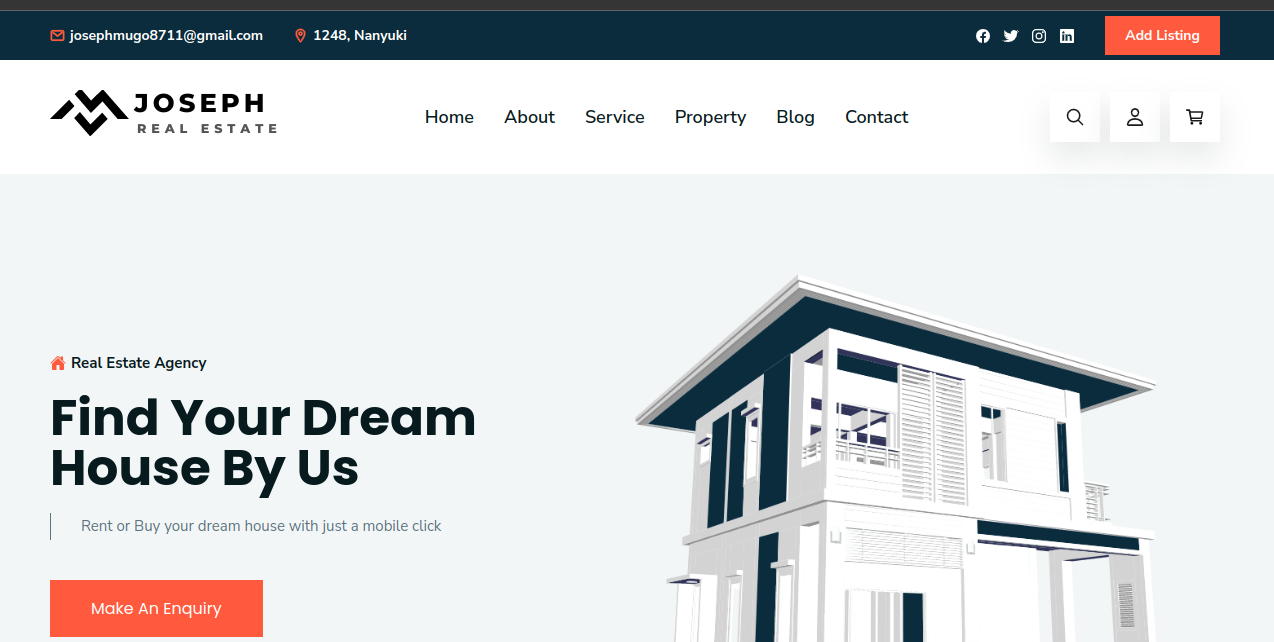 josephmugo8711@gmail.com
1248, Nanyuki
Add Listing
JOSEPH
REAL ESTATE
Home
About
Service
Property
Blog
Contact
Real Estate Agency
Find Your Dream
House By Us
Rent or Buy your dream house with just a mobile click
Make An Enquiry